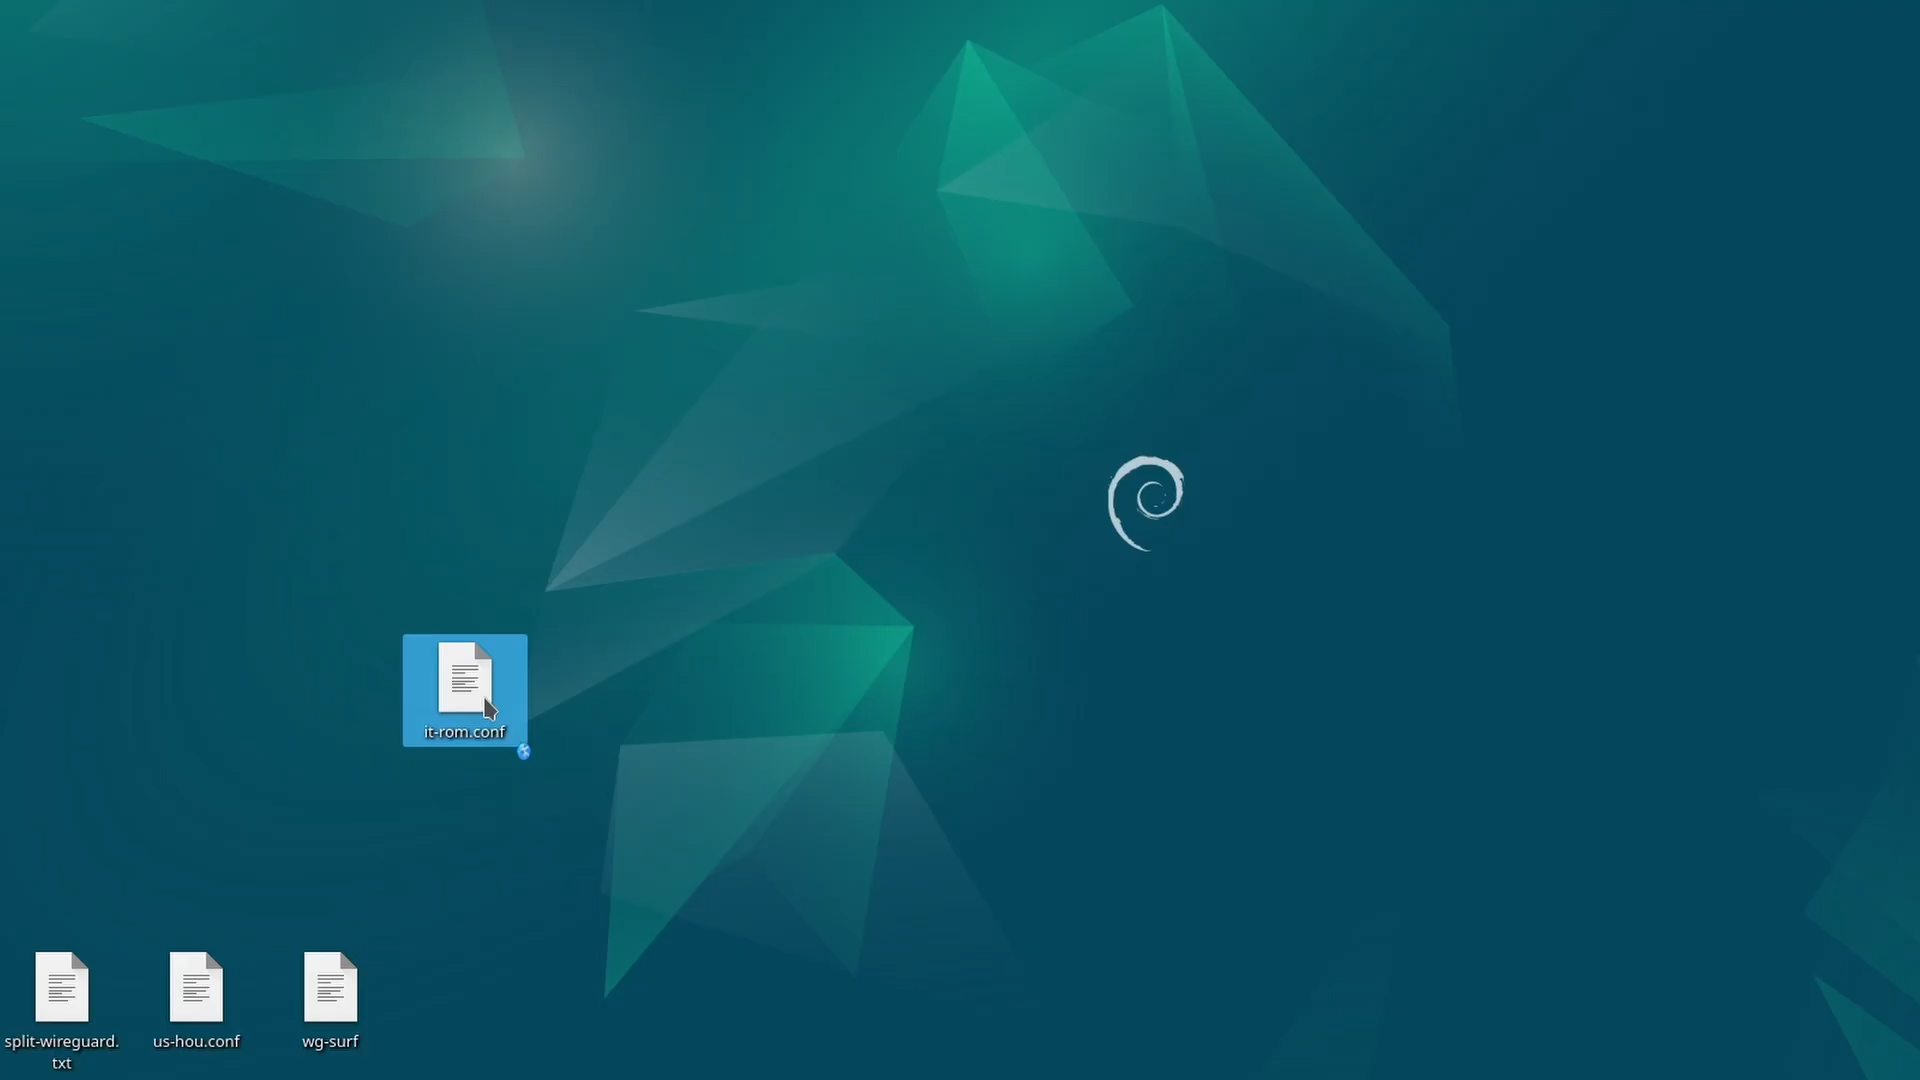 it-rom.conf
split-wireguard.
txt
us-hou.conf
wg-surf